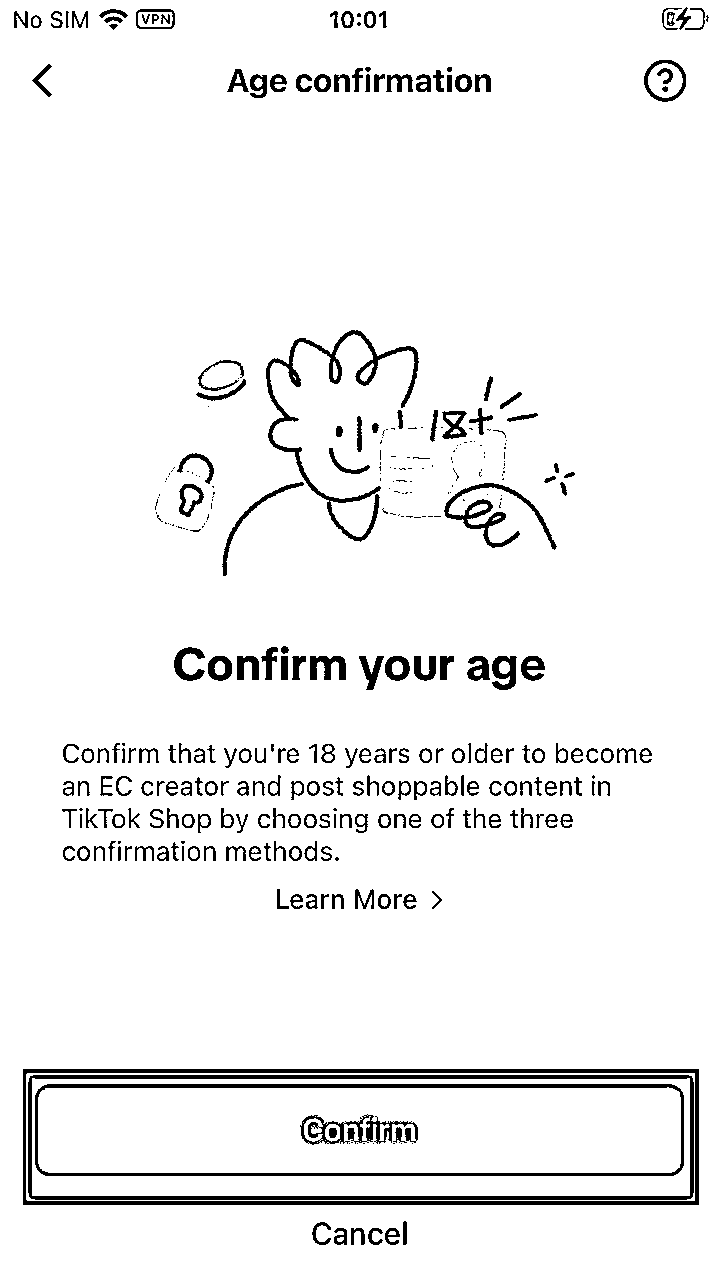 No SIM VPN 10:01
Age confirmation
18+
Confirm your age
Confirm that you're 18 years or older to become
an EC creator and post shoppable content in
TikTok Shop by choosing one of the three
confirmation methods.
Learn More
Confirm
Cancel